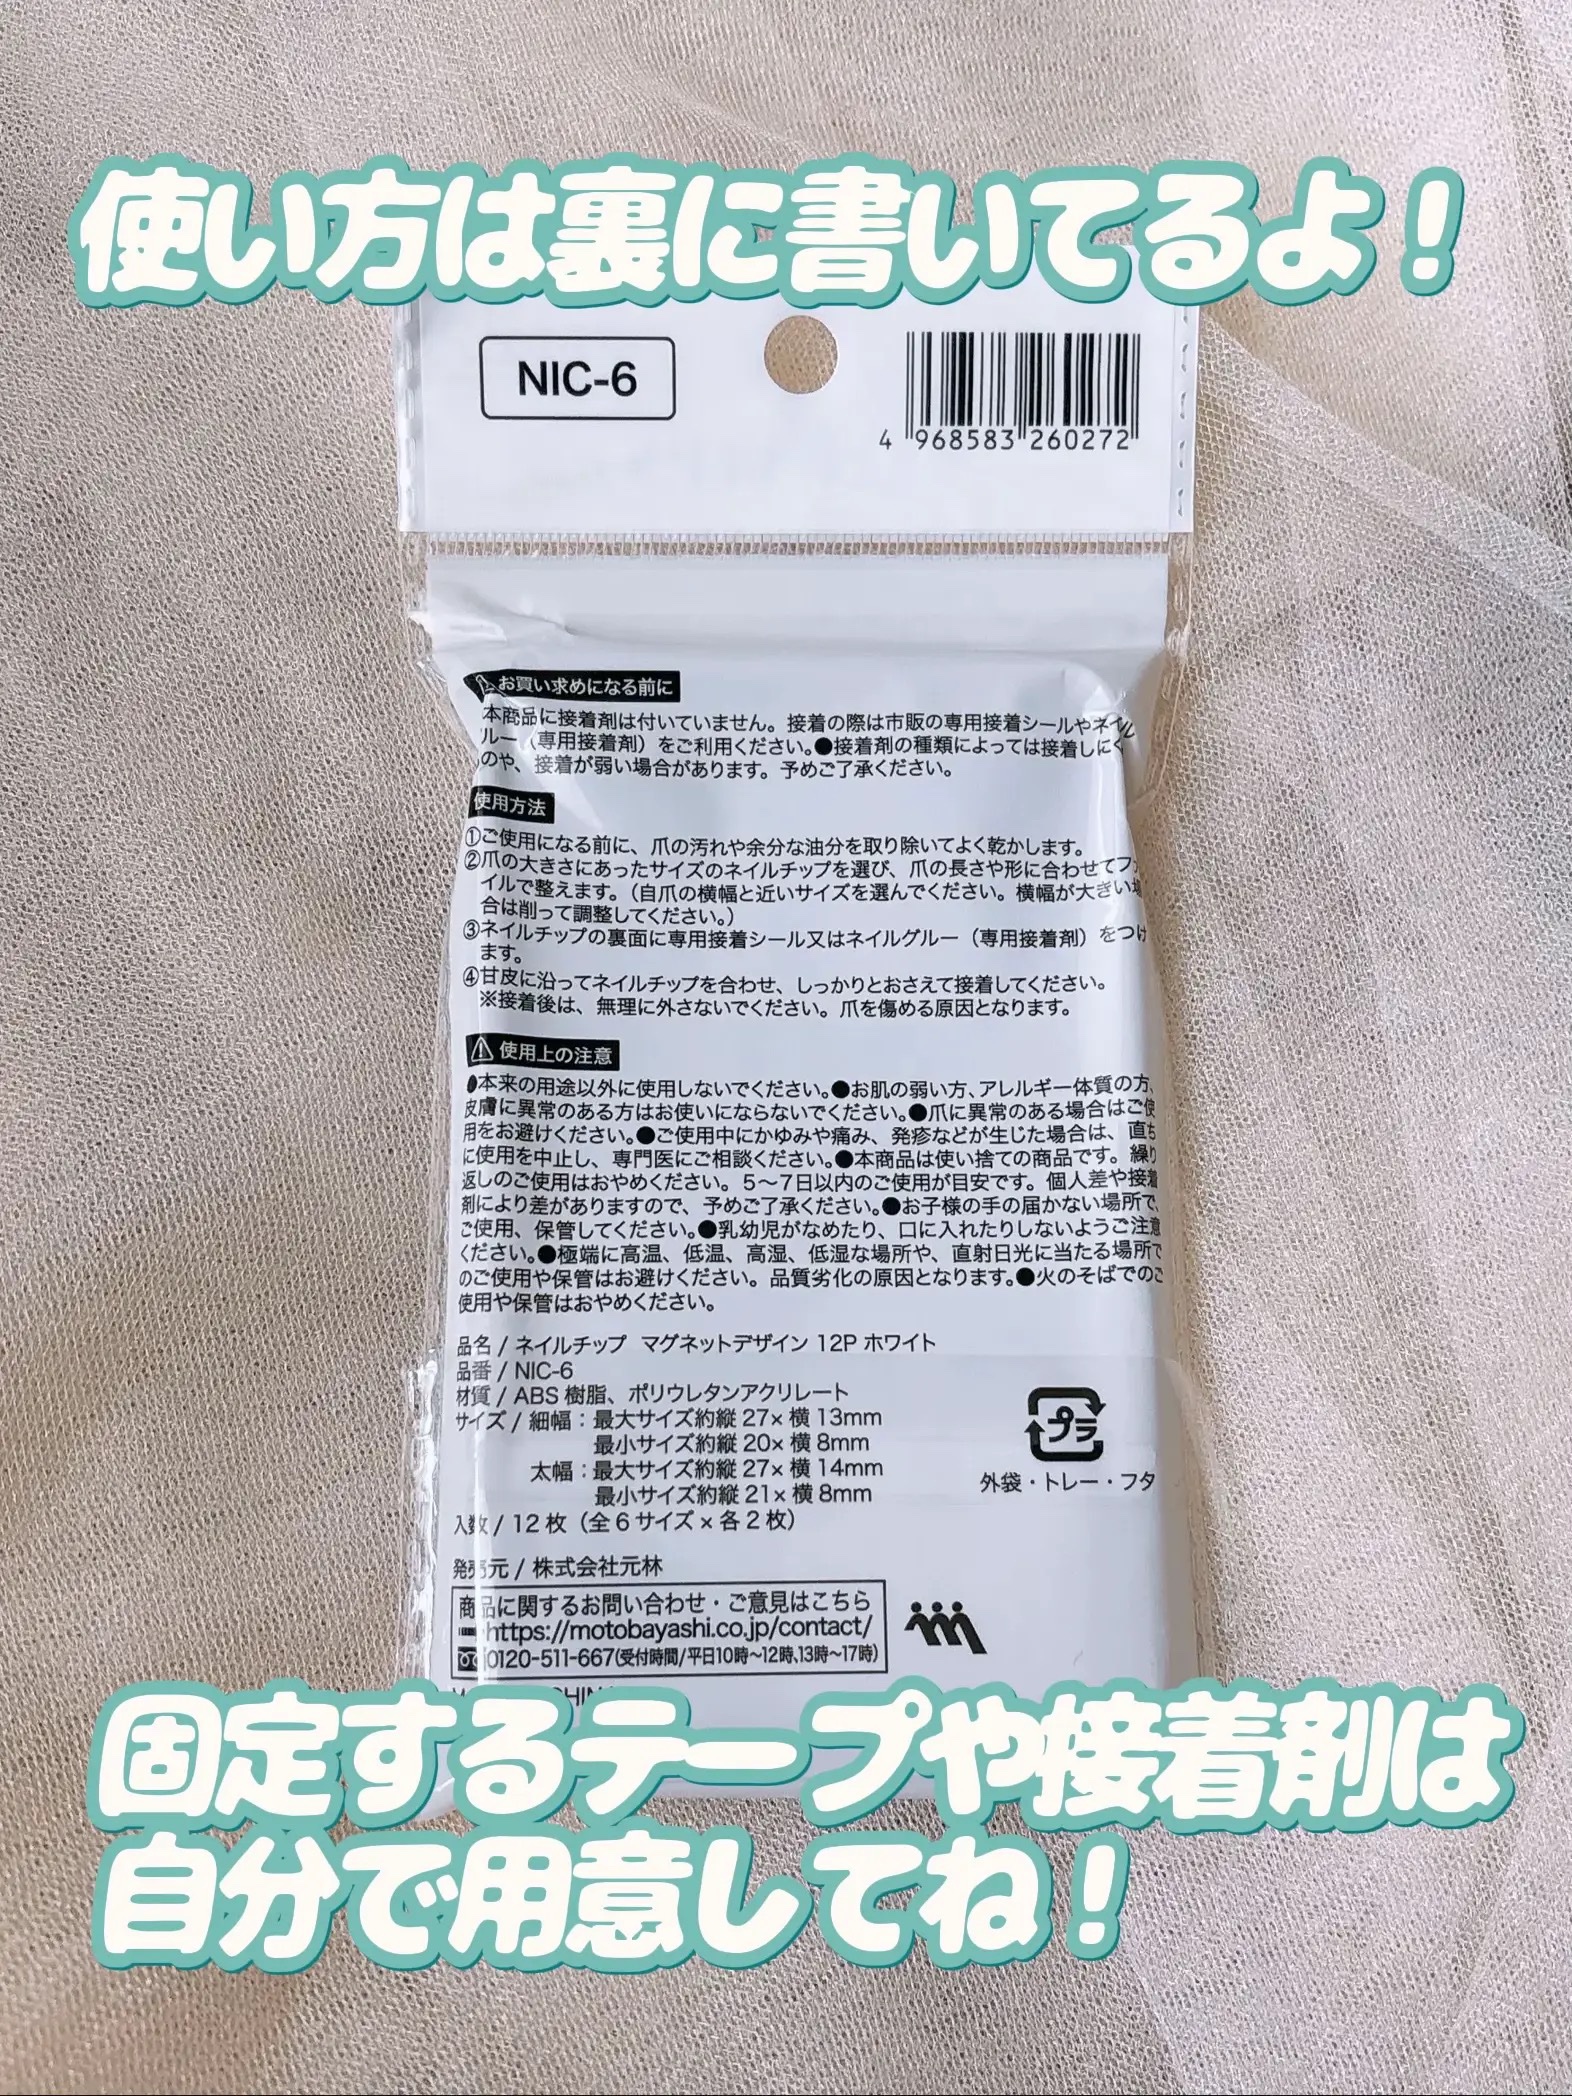 使い方は裏に書いてるよ！
NIC-6
4 968583 260272
お買い求めになる前に
本商品に接着剤は付いていません。接着の際は市販の専用接着シールやネイル
ルー（専用接着剤）をご利用ください。●接着剤の種類によっては接着しにく
のや、接着が弱い場合があります。予めご了承ください。
使用方法
①ご使用になる前に、爪の汚れや余分な油分を取り除いてよく乾かします。
②爪の大きさにあったサイズのネイルチップを選び、爪の長さや形に合わせてファ
イルで整えます。（自爪の横幅と近いサイズを選んでください。横幅が大きい場
合は削って調整してください。）
③ネイルチップの裏面に専用接着シール又はネイルグルー（専用接着剤）をつけ
ます。
④甘皮に沿ってネイルチップを合わせ、しっかりとおさえて接着してください。
※接着後は、無理に外さないでください。爪を傷める原因となります。
⚠使用上の注意
●本来の用途以外に使用しないでください。●お肌の弱い方、アレルギー体質の方、
皮膚に異常のある方はお使いにならないでください。●爪に異常のある場合はご使
用をお避けください。●ご使用中にかゆみや痛み、発疹などが生じた場合は、直ち
に使用を中止し、専門医にご相談ください。●本商品は使い捨ての商品です。繰り
返しのご使用はおやめください。5～7日以内のご使用が目安です。個人差や接着
剤により差がありますので、予めご了承ください。●お子様の手の届かない場所で、
ご使用、保管してください。●乳幼児がなめたり、口に入れたりしないようご注意
ください。●極端に高温、低温、高湿、低湿な場所や、直射日光に当たる場所で
のご使用や保管はお避けください。品質劣化の原因となります。●火のそばでのご
使用や保管はおやめください。
品名 / ネイルチップ マグネットデザイン 12P ホワイト
品番 / NIC-6
材質 / ABS 樹脂、ポリウレタンアクリレート
サイズ / 細幅：最大サイズ約縦 27× 横 13mm
最小サイズ約縦 20× 横 8mm
太幅：最大サイズ約縦 27× 横 14mm
最小サイズ約縦 21× 横 8mm
入数 / 12 枚（全 6 サイズ × 各 2 枚）
プラ
外袋・トレー・フタ
発売元 / 株式会社元林
商品に関するお問い合わせ・ご意見はこちら
https://motobayashi.co.jp/contact/
0120-511-667(受付時間/平日10時～12時、13時～17時)
固定するテープや接着剤は
自分で用意してね！